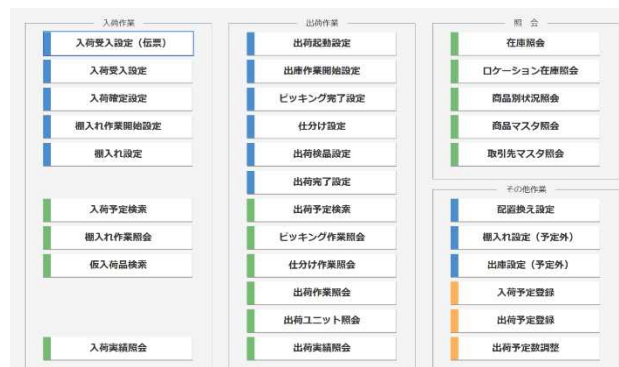 入荷作業
入荷受入設定（伝票）
入荷受入設定
入荷確定設定
棚入れ作業開始設定
棚入れ設定
入荷予定検索
棚入れ作業照会
仮入荷品検索
入荷実績照会
出荷作業
出荷起動設定
出庫作業開始設定
ピッキング完了設定
仕分け設定
出荷検品設定
出荷完了設定
出荷予定検索
ピッキング作業照会
仕分け作業照会
出荷作業照会
出荷ユニット照会
出荷実績照会
照 会
在庫照会
ロケーション在庫照会
商品別状況照会
商品マスタ照会
取引先マスタ照会
その他作業
配置換え設定
棚入れ設定（予定外）
出庫設定（予定外）
入荷予定登録
出荷予定登録
出荷予定数調整